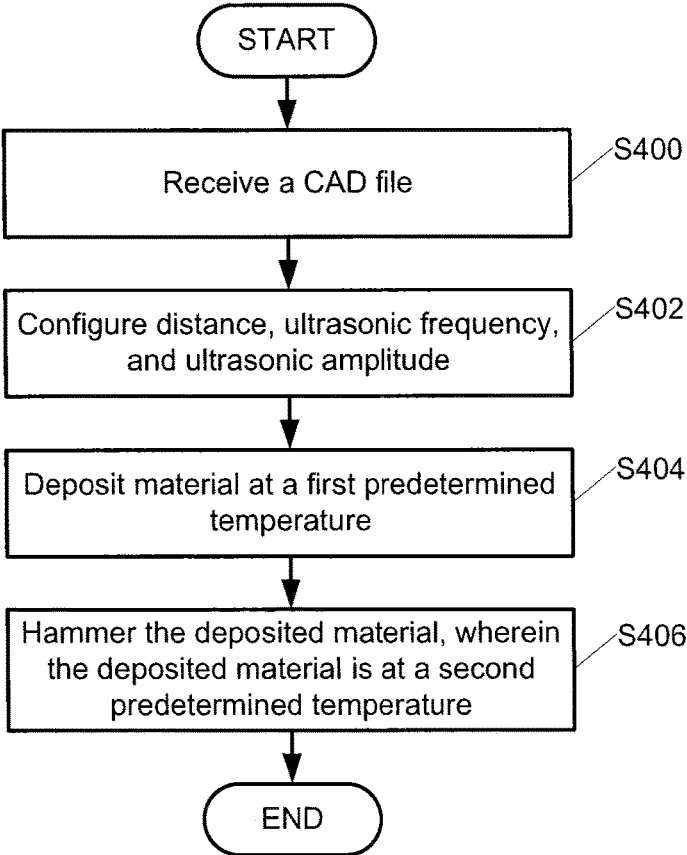 START
Receive a CAD file
S400
Configure distance, ultrasonic frequency,
and ultrasonic amplitude
S402
Deposit material at a first predetermined
temperature
S404
Hammer the deposited material, wherein
the deposited material is at a second
predetermined temperature
S406
END